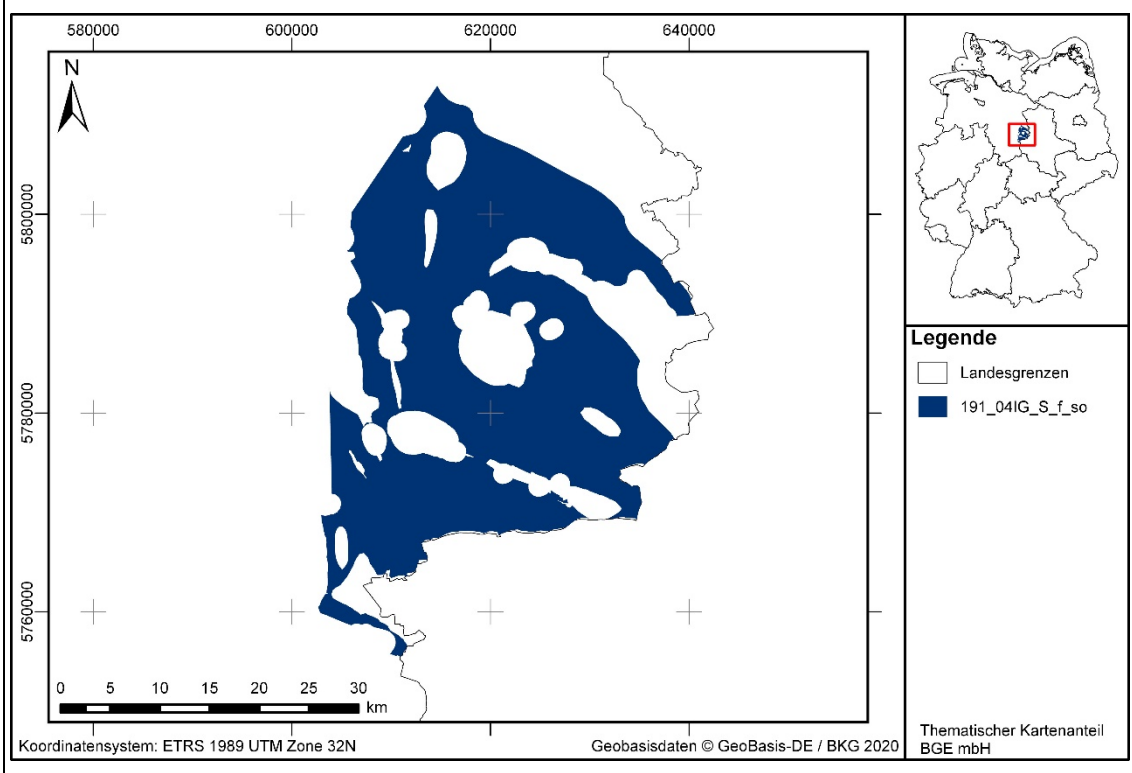 580000 600000 620000 640000
N
5800000
5780000
5760000
0 5 10 15 20 25 30
km
Koordinatensystem: ETRS 1989 UTM Zone 32N
Geobasisdaten © GeoBasis-DE / BKG 2020
Legende
Landesgrenzen
191_04IG_S_f_so
Thematischer Kartenanteil
BGE mbH